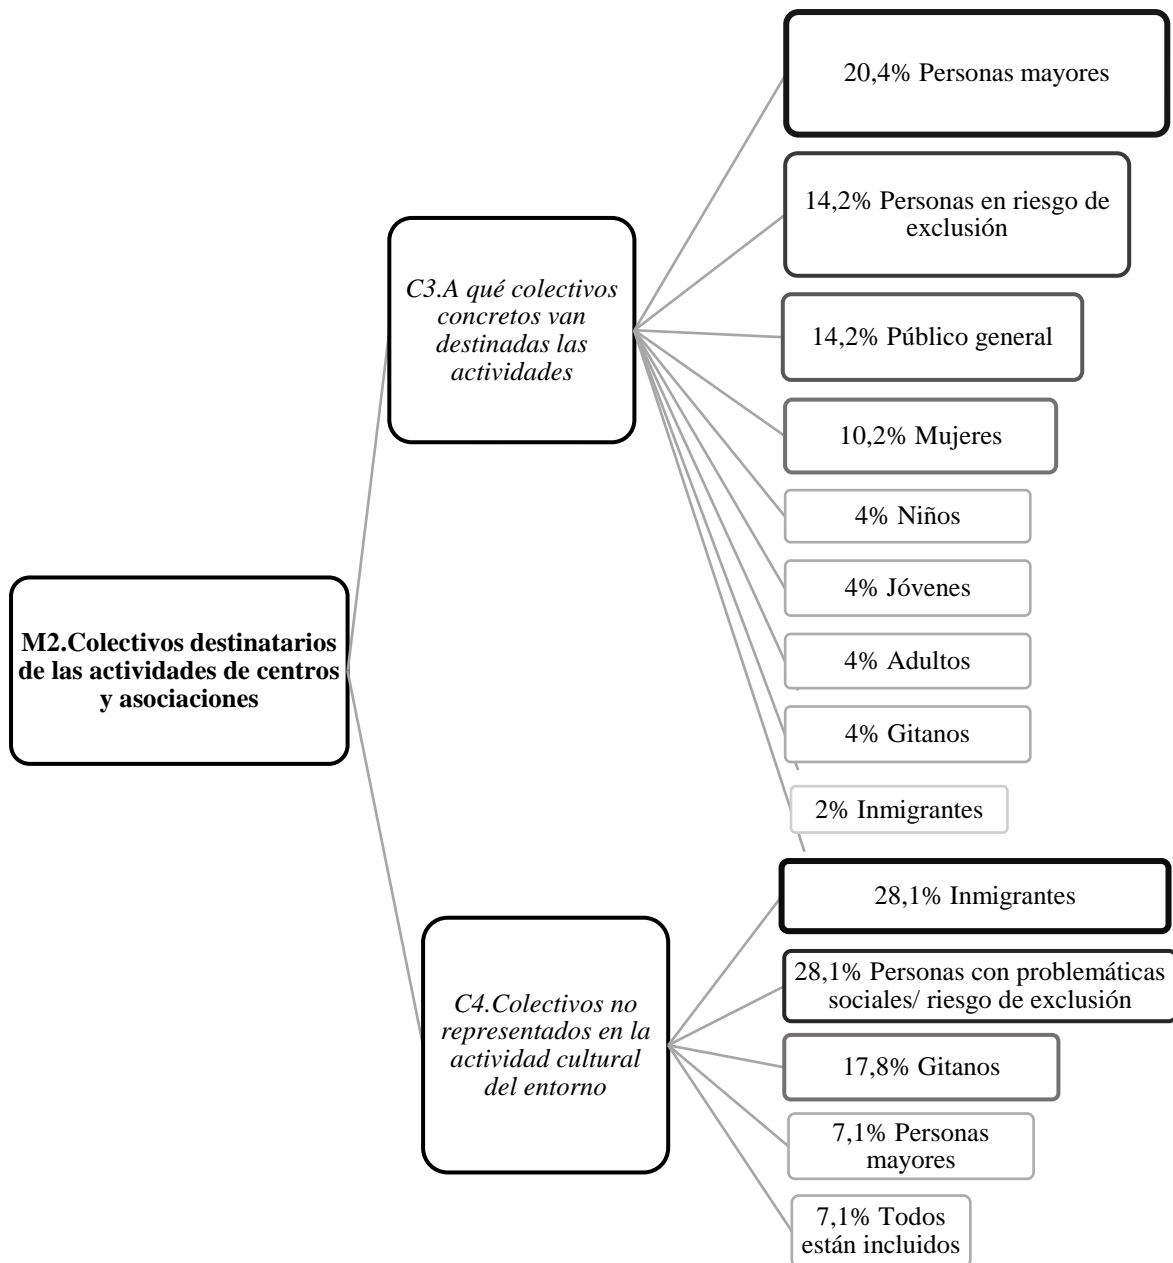 20,4% Personas mayores
14,2% Personas en riesgo de
exclusión
14,2% Público general
10,2% Mujeres
4% Niños
4% Jóvenes
4% Adultos
4% Gitanos
2% Inmigrantes
C3.A qué colectivos
concretos van
destinadas las
actividades
M2.Colectivos destinatarios
de las actividades de centros
y asociaciones
C4.Colectivos no
representados en la
actividad cultural
del entorno
28,1% Inmigrantes
28,1% Personas con problemáticas
sociales/ riesgo de exclusión
17,8% Gitanos
7,1% Personas
mayores
7,1% Todos
están incluidos